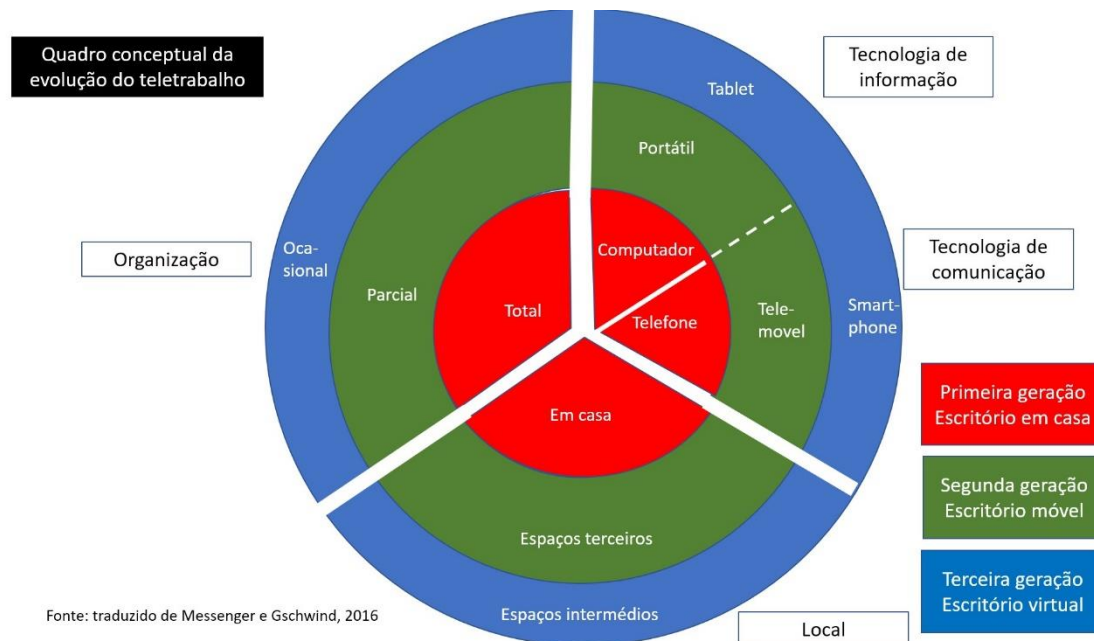 Quadro conceptual da
evolução do teletrabalho
Tecnologia de
informação
Tablet
Portátil
Computador
Organização
Oca-
sional
Parcial
Total
Telefone
Tele-
movel
Smart-
phone
Tecnologia de
comunicação
Em casa
Espaços terceiros
Espaços intermédios
Local
Primeira geração
Escritório em casa
Segunda geração
Escritório móvel
Terceira geração
Escritório virtual
Fonte: traduzido de Messenger e Gschwind, 2016